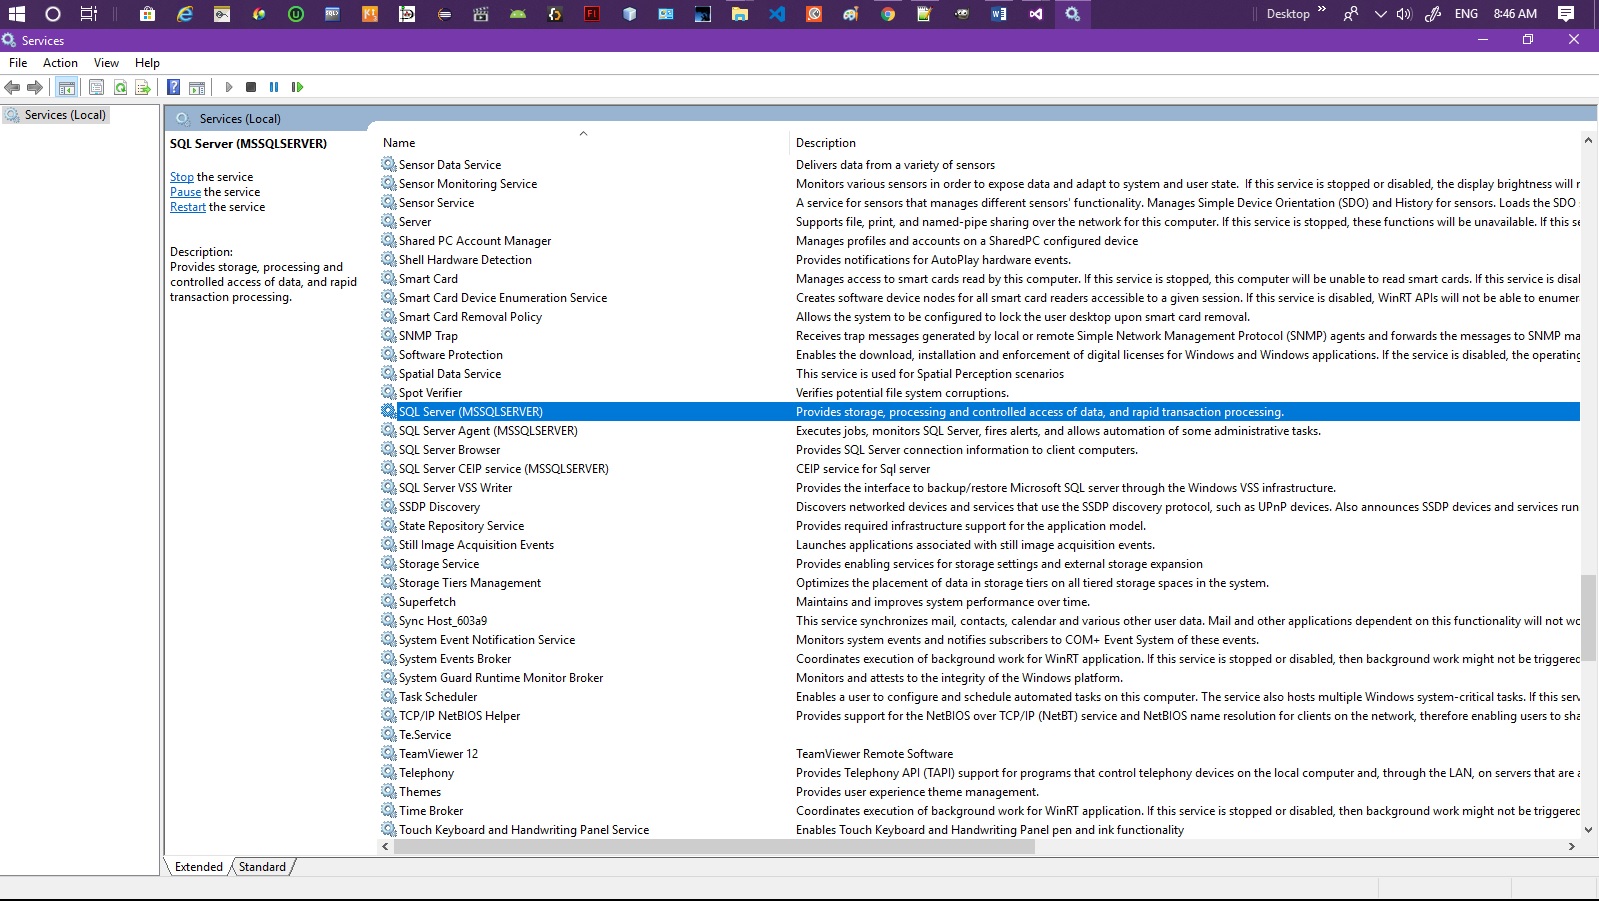 Desktop
ENG
8:46 AM
Services
File Action View Help
Services (Local)
Services (Local)
SQL Server (MSSQLSERVER)
Stop the service
Pause the service
Restart the service
Description:
Provides storage, processing and
controlled access of data, and rapid
transaction processing.
Name Description
Sensor Data Service Delivers data from a variety of sensors
Sensor Monitoring Service Monitors various sensors in order to expose data and adapt to system and user state. If this service is stopped or disabled, the display brightness will
Sensor Service A service for sensors that manages different sensors' functionality. Manages Simple Device Orientation (SDO) and History for sensors. Loads the SDO
Server Supports file, print, and named-pipe sharing over the network for this computer. If this service is stopped, these functions will be unavailable. If this se
Shared PC Account Manager Manages profiles and accounts on a SharedPC configured device
Shell Hardware Detection Provides notifications for AutoPlay hardware events.
Smart Card Manages access to smart cards read by this computer. If this service is stopped, this computer will be unable to read smart cards. If this service is disal
Smart Card Device Enumeration Service Creates software device nodes for all smart card readers accessible to a given session. If this service is disabled, WinRT APIs will not be able to enumer
Smart Card Removal Policy Allows the system to be configured to lock the user desktop upon smart card removal.
SNMP Trap Receives trap messages generated by local or remote Simple Network Management Protocol (SNMP) agents and forwards the messages to SNMP ma
Software Protection Enables the download, installation and enforcement of digital licenses for Windows and Windows applications. If the service is disabled, the operating
Spatial Data Service This service is used for Spatial Perception scenarios
Spot Verifier Verifies potential file system corruptions.
SQL Server (MSSQLSERVER) Provides storage, processing and controlled access of data, and rapid transaction processing.
SQL Server Agent (MSSQLSERVER) Executes jobs, monitors SQL Server, fires alerts, and allows automation of some administrative tasks.
SQL Server Browser Provides SQL Server connection information to client computers.
SQL Server CEIP service (MSSQLSERVER) CEIP service for Sql server
SQL Server VSS Writer Provides the interface to backup/restore Microsoft SQL server through the Windows VSS infrastructure.
SSDP Discovery Discovers networked devices and services that use the SSDP discovery protocol, such as UPnP devices. Also announces SSDP devices and services run
State Repository Service Provides required infrastructure support for the application model.
Still Image Acquisition Events Launches applications associated with still image acquisition events.
Storage Service Provides enabling services for storage settings and external storage expansion
Storage Tiers Management Optimizes the placement of data in storage tiers on all tiered storage spaces in the system.
Superfetch Maintains and improves system performance over time.
Sync Host_603a9 This service synchronizes mail, contacts, calendar and various other user data. Mail and other applications dependent on this functionality will not wo
System Event Notification Service Monitors system events and notifies subscribers to COM+ Event System of these events.
System Events Broker Coordinates execution of background work for WinRT application. If this service is stopped or disabled, then background work might not be triggered
System Guard Runtime Monitor Broker Monitors and attests to the integrity of the Windows platform.
Task Scheduler Enables a user to configure and schedule automated tasks on this computer. The service also hosts multiple Windows system-critical tasks. If this serv
TCP/IP NetBIOS Helper Provides support for the NetBIOS over TCP/IP (NetBT) service and NetBIOS name resolution for clients on the network, therefore enabling users to sha
Te.Service
TeamViewer 12 TeamViewer Remote Software
Telephony Provides Telephony API (TAPI) support for programs that control telephony devices on the local computer and, through the LAN, on servers that are a
Themes Provides user experience theme management.
Time Broker Coordinates execution of background work for WinRT application. If this service is stopped or disabled, then background work might not be triggered
Touch Keyboard and Handwriting Panel Service Enables Touch Keyboard and Handwriting Panel pen and ink functionality
Extended Standard